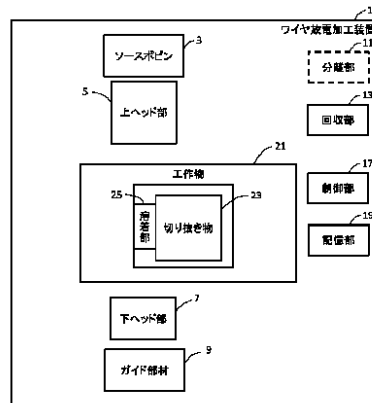 1
ワイヤ放電加工装置
ソースボビン
3
11
分離部
5
上ヘッド部
13
回収部
21
工作物
17
制御部
25
23
溶着部
切り抜き物
19
記憶部
7
下ヘッド部
9
ガイド部材